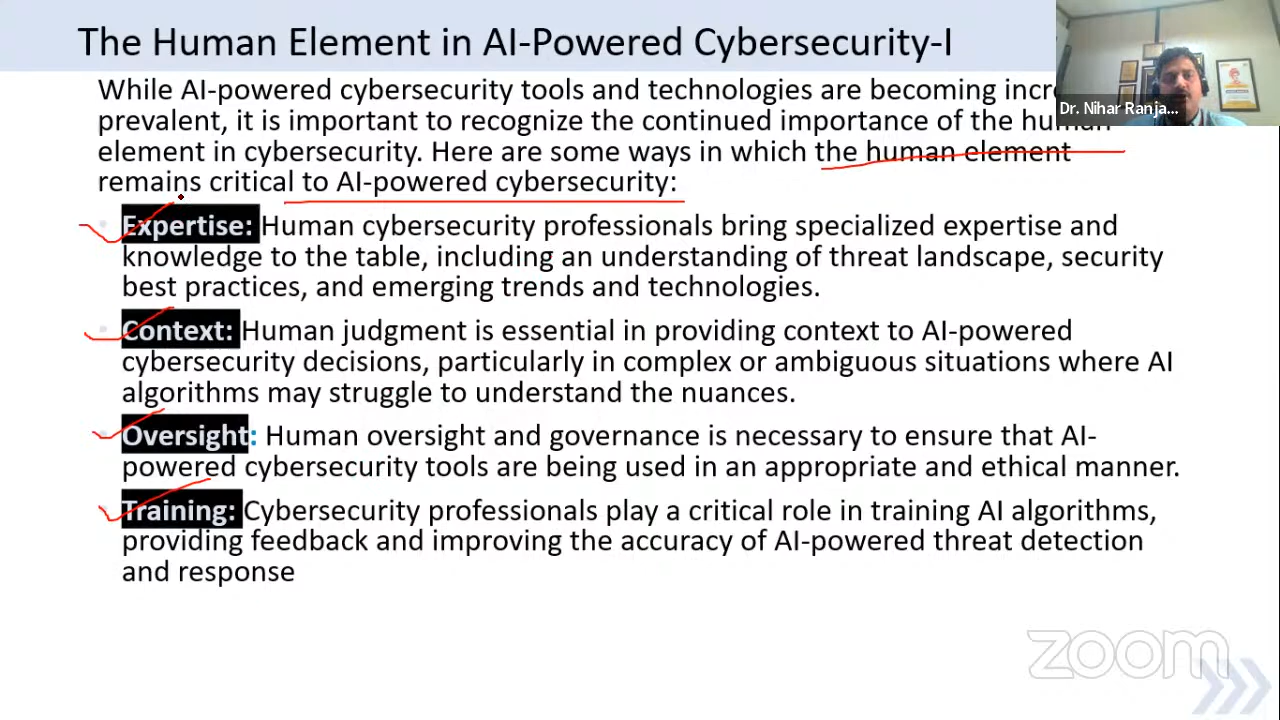 The Human Element in AI-Powered Cybersecurity-I
While AI-powered cybersecurity tools and technologies are becoming
prevalent, it is important to recognize the continued importance of the human
element in cybersecurity. Here are some ways in which the human element
remains critical to AI-powered cybersecurity:
Dr. Nihar Ranja...
Expertise: Human cybersecurity professionals bring specialized expertise and
knowledge to the table, including an understanding of threat landscape, security
best practices, and emerging trends and technologies.
Context: Human judgment is essential in providing context to AI-powered
cybersecurity decisions, particularly in complex or ambiguous situations where AI
algorithms may struggle to understand the nuances.
Oversight: Human oversight and governance is necessary to ensure that AI-
powered cybersecurity tools are being used in an appropriate and ethical manner.
Training: Cybersecurity professionals play a critical role in training AI algorithms,
providing feedback and improving the accuracy of AI-powered threat detection
and response
zoom